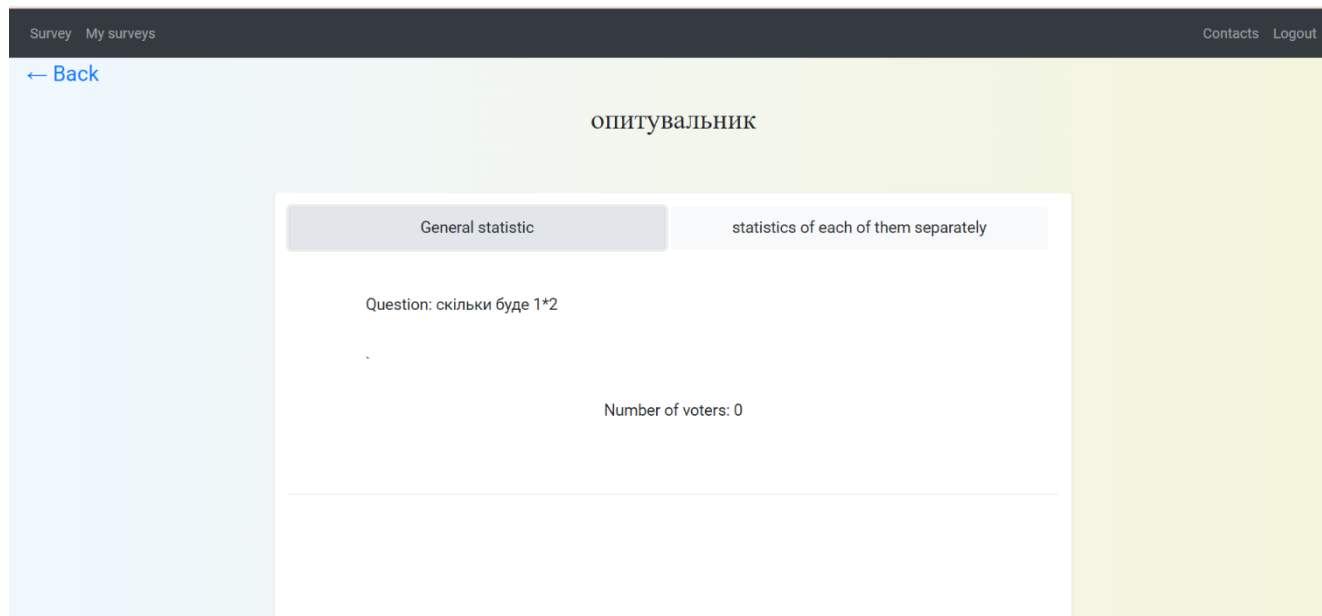 Survey My surveys Contacts Logout
← Back
опитувальник
General statistic statistics of each of them separately
Question: скільки буде 1*2
`
Number of voters: 0